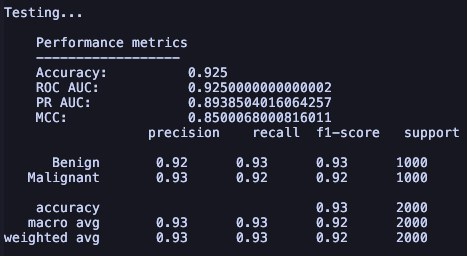 Testing...
Performance metrics
------------------
Accuracy: 0.925
ROC AUC: 0.9250000000000002
PR AUC: 0.8938504016064257
MCC: 0.8500068000816011
precision recall f1-score support
Benign 0.92 0.93 0.93 1000
Malignant 0.93 0.92 0.92 1000
accuracy 0.93 2000
macro avg 0.93 0.93 0.92 2000
weighted avg 0.93 0.93 0.92 2000